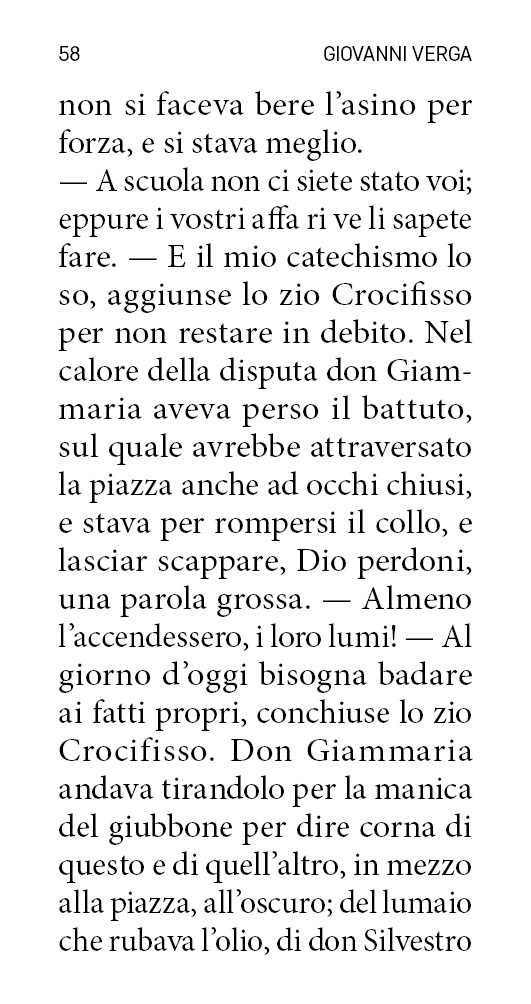 58 GIOVANNI VERGA
non si faceva bere l’asino per
forza, e si stava meglio.
— A scuola non ci siete stato voi;
eppure i vostri affa ri ve li sapete
fare. — E il mio catechismo lo
so, aggiunse lo zio Crocifisso
per non restare in debito. Nel
calore della disputa don Giam-
maria aveva perso il battuto,
sul quale avrebbe attraversato
la piazza anche ad occhi chiusi,
e stava per rompersi il collo, e
lasciar scappare, Dio perdoni,
una parola grossa. — Almeno
l’accendessero, i loro lumi! — Al
giorno d’oggi bisogna badare
ai fatti propri, conchiuse lo zio
Crocifisso. Don Giammaria
andava tirandolo per la manica
del giubbone per dire corna di
questo e di quell’altro, in mezzo
alla piazza, all’oscuro; del lumaio
che rubava l’olio, di don Silvestro